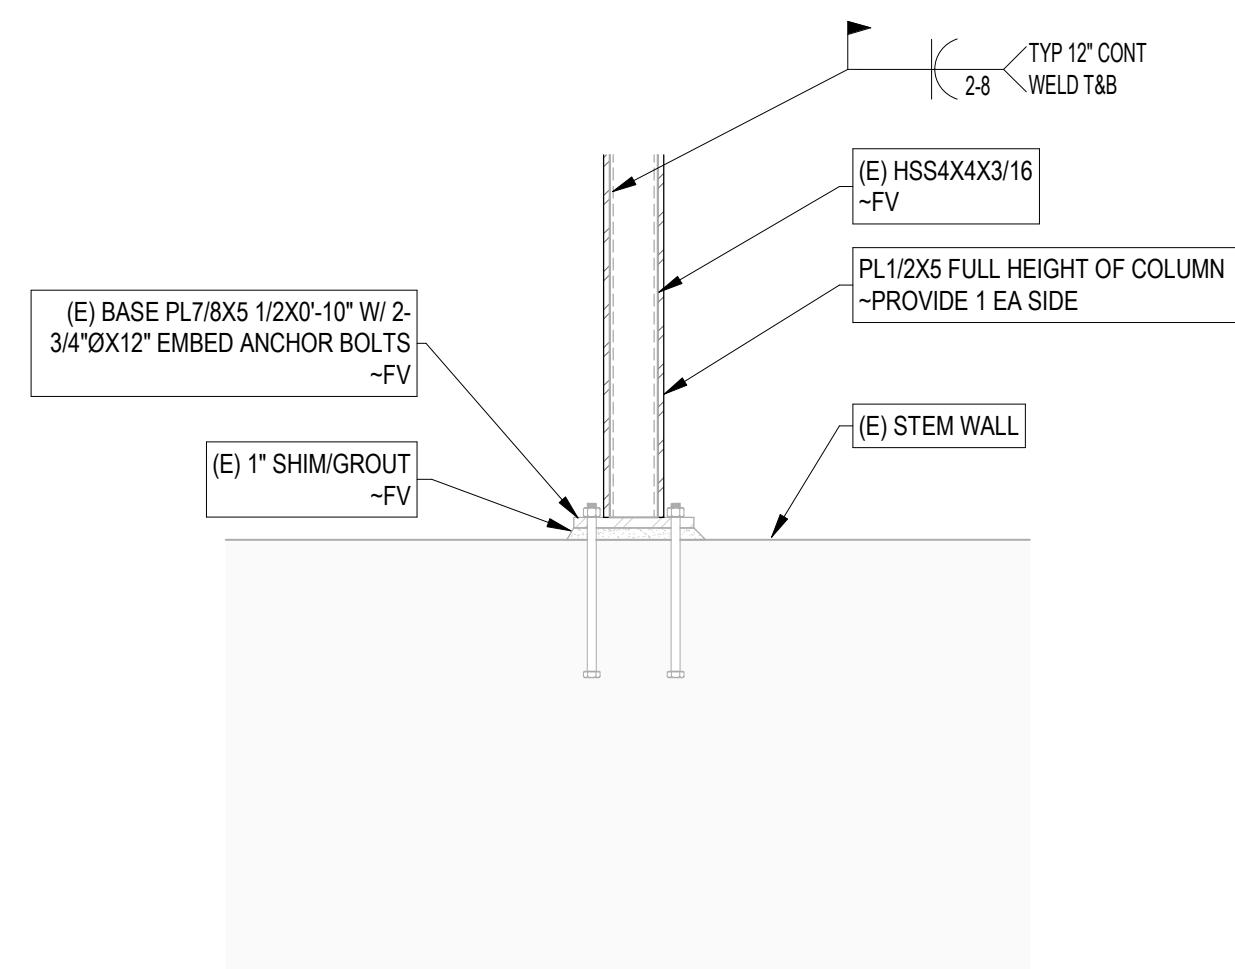 TYP 12" CONT
2-8
WELD T&B
(E) HSS4X4X3/16
~FV
PL1/2X5 FULL HEIGHT OF COLUMN
~PROVIDE 1 EA SIDE
(E) BASE PL7/8X5 1/2X0'-10" W/ 2-
3/4"ØX12" EMBED ANCHOR BOLTS
~FV
(E) STEM WALL
(E) 1" SHIM/GROUT
~FV